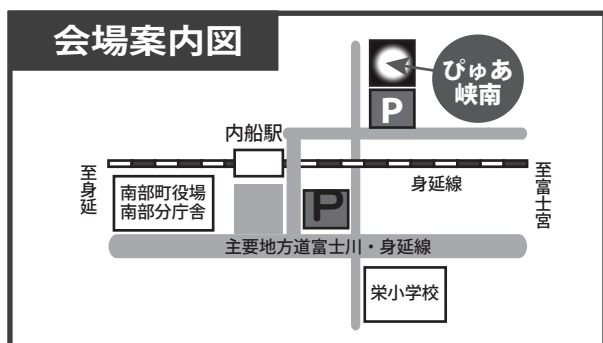 会場案内図
ぴゅあ
峡南
P
内船駅
至身延
南部町役場
南部分庁舎
P
身延線
至富士宮
主要地方道富士川・身延線
栄小学校